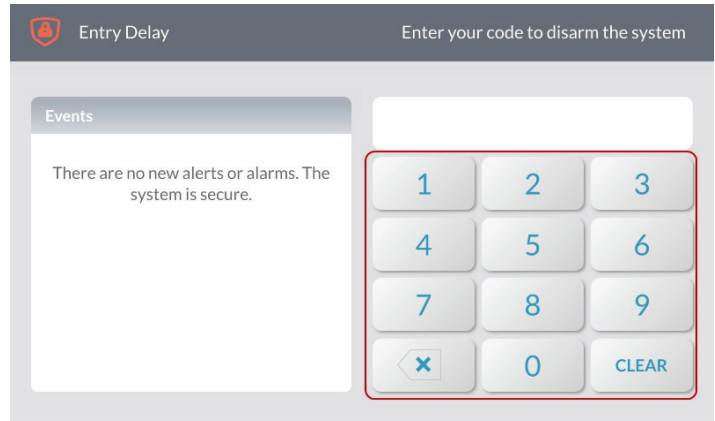 Entry Delay
Enter your code to disarm the system
Events
There are no new alerts or alarms. The
system is secure.
1 2 3
4 5 6
7 8 9
0 CLEAR